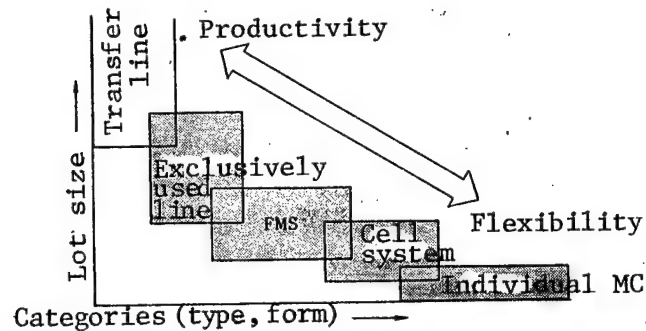 Productivity
Transfer
line
Exclusively
used
line
FMS
Cell
system
Flexibility
Individual MC
Lot size
Categories (type, form)